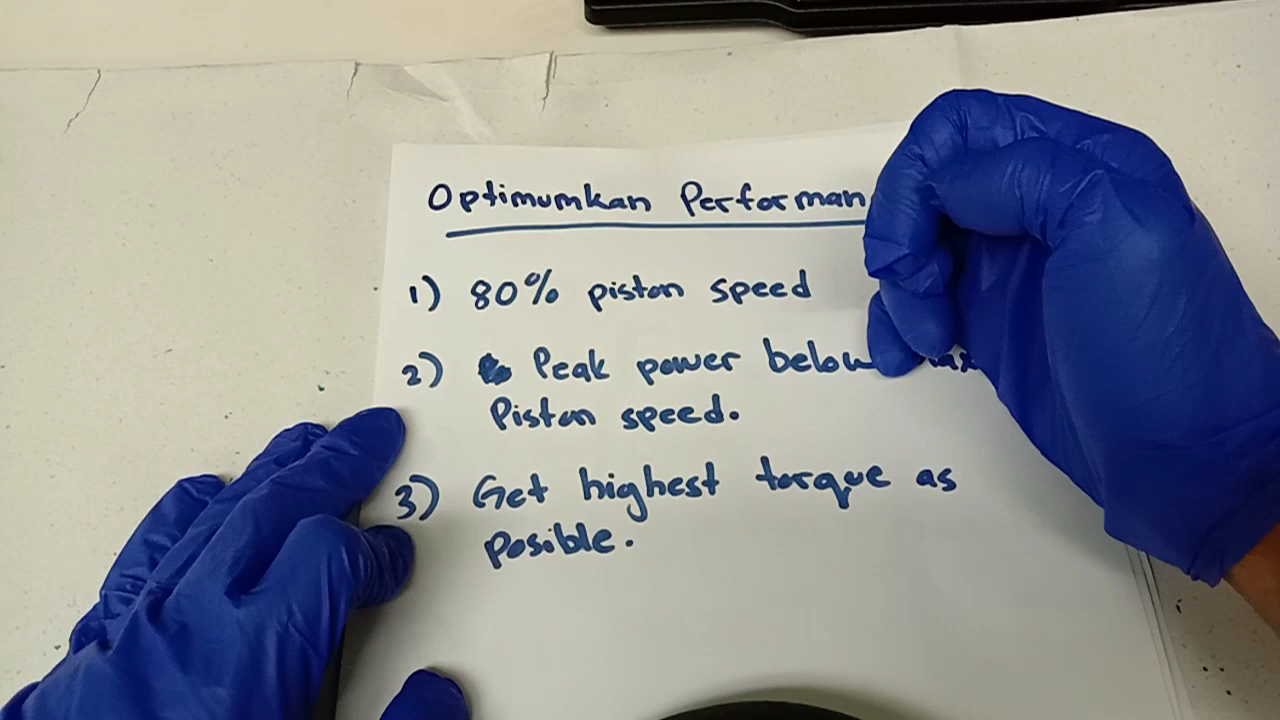 Optimumkan Performan
1) 80% piston speed
2) Peak power below
Piston speed.
3) Get highest torque as
posible.